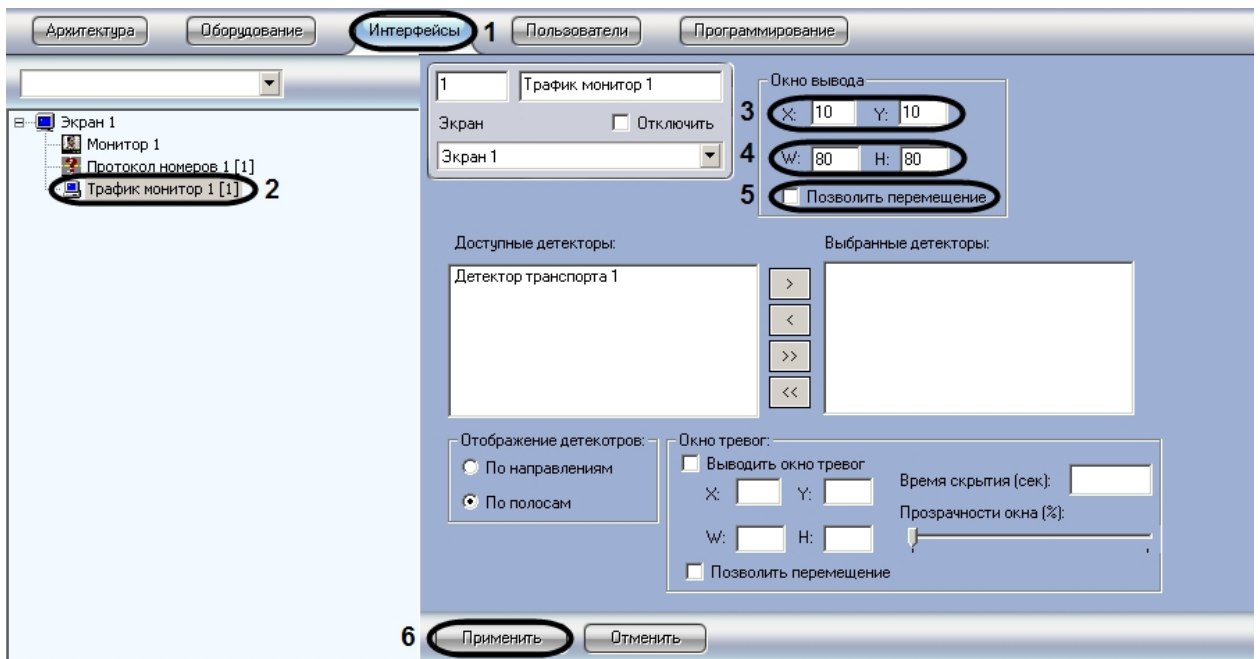 Архитектура Оборудование Интерфейсы 1 Пользователи Программирование
Экран 1
Монитор 1
Протокол номеров 1 [1]
Трафик монитор 1 [1] 2
1 Трафик монитор 1
Экран Отключить
Экран 1
Окно вывода
3 X: 10 Y: 10
4 W: 80 H: 80
5 Позволить перемещение
Доступные детекторы: Выбранные детекторы:
Детектор транспорта 1
>
<
>>
<<
Отображение детекотров:
По направлениям
По полосам
Окно тревог:
Выводить окно тревог
X: Y:
W: H:
Время скрытия (сек):
Прозрачности окна (%):
Позволить перемещение
6 Применить Отменить